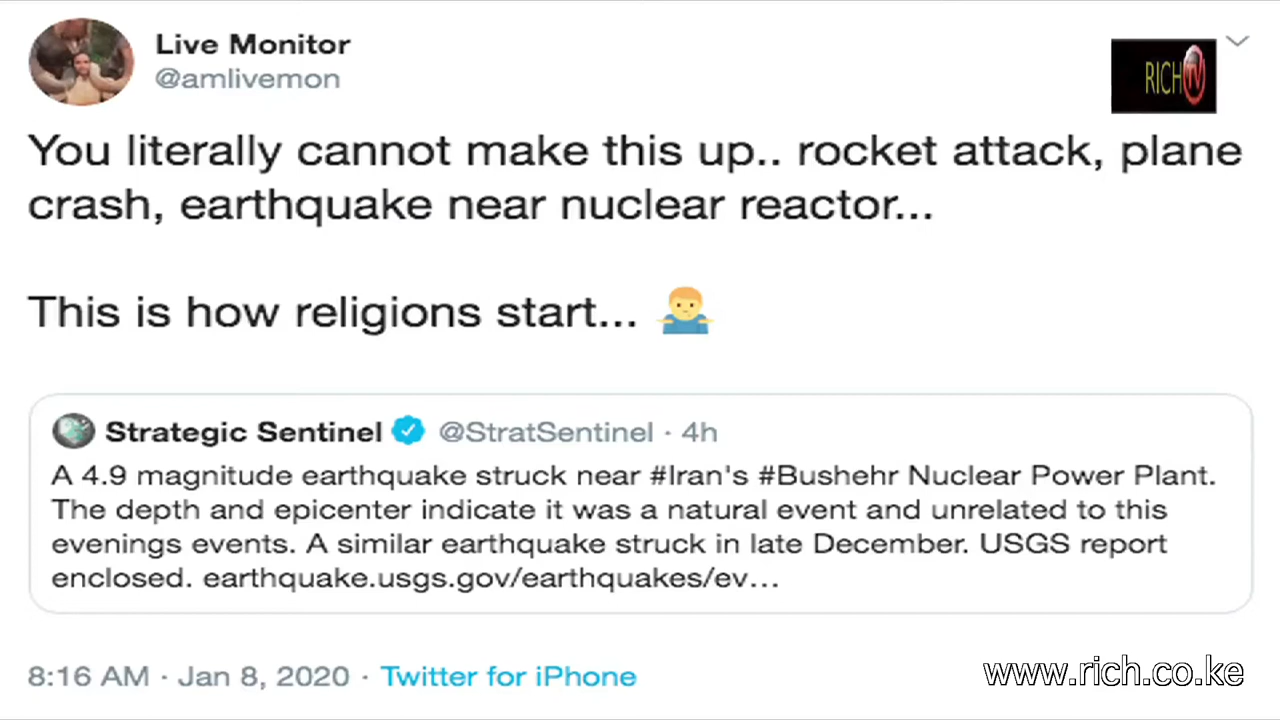 Live Monitor
@amlivemon
RICH TV
You literally cannot make this up.. rocket attack, plane
crash, earthquake near nuclear reactor...
This is how religions start... 🤷‍♂️
Strategic Sentinel @StratSentinel · 4h
A 4.9 magnitude earthquake struck near #Iran's #Bushehr Nuclear Power Plant.
The depth and epicenter indicate it was a natural event and unrelated to this
evenings events. A similar earthquake struck in late December. USGS report
enclosed. earthquake.usgs.gov/earthquakes/ev...
8:16 AM · Jan 8, 2020 · Twitter for iPhone
www.rich.co.ke